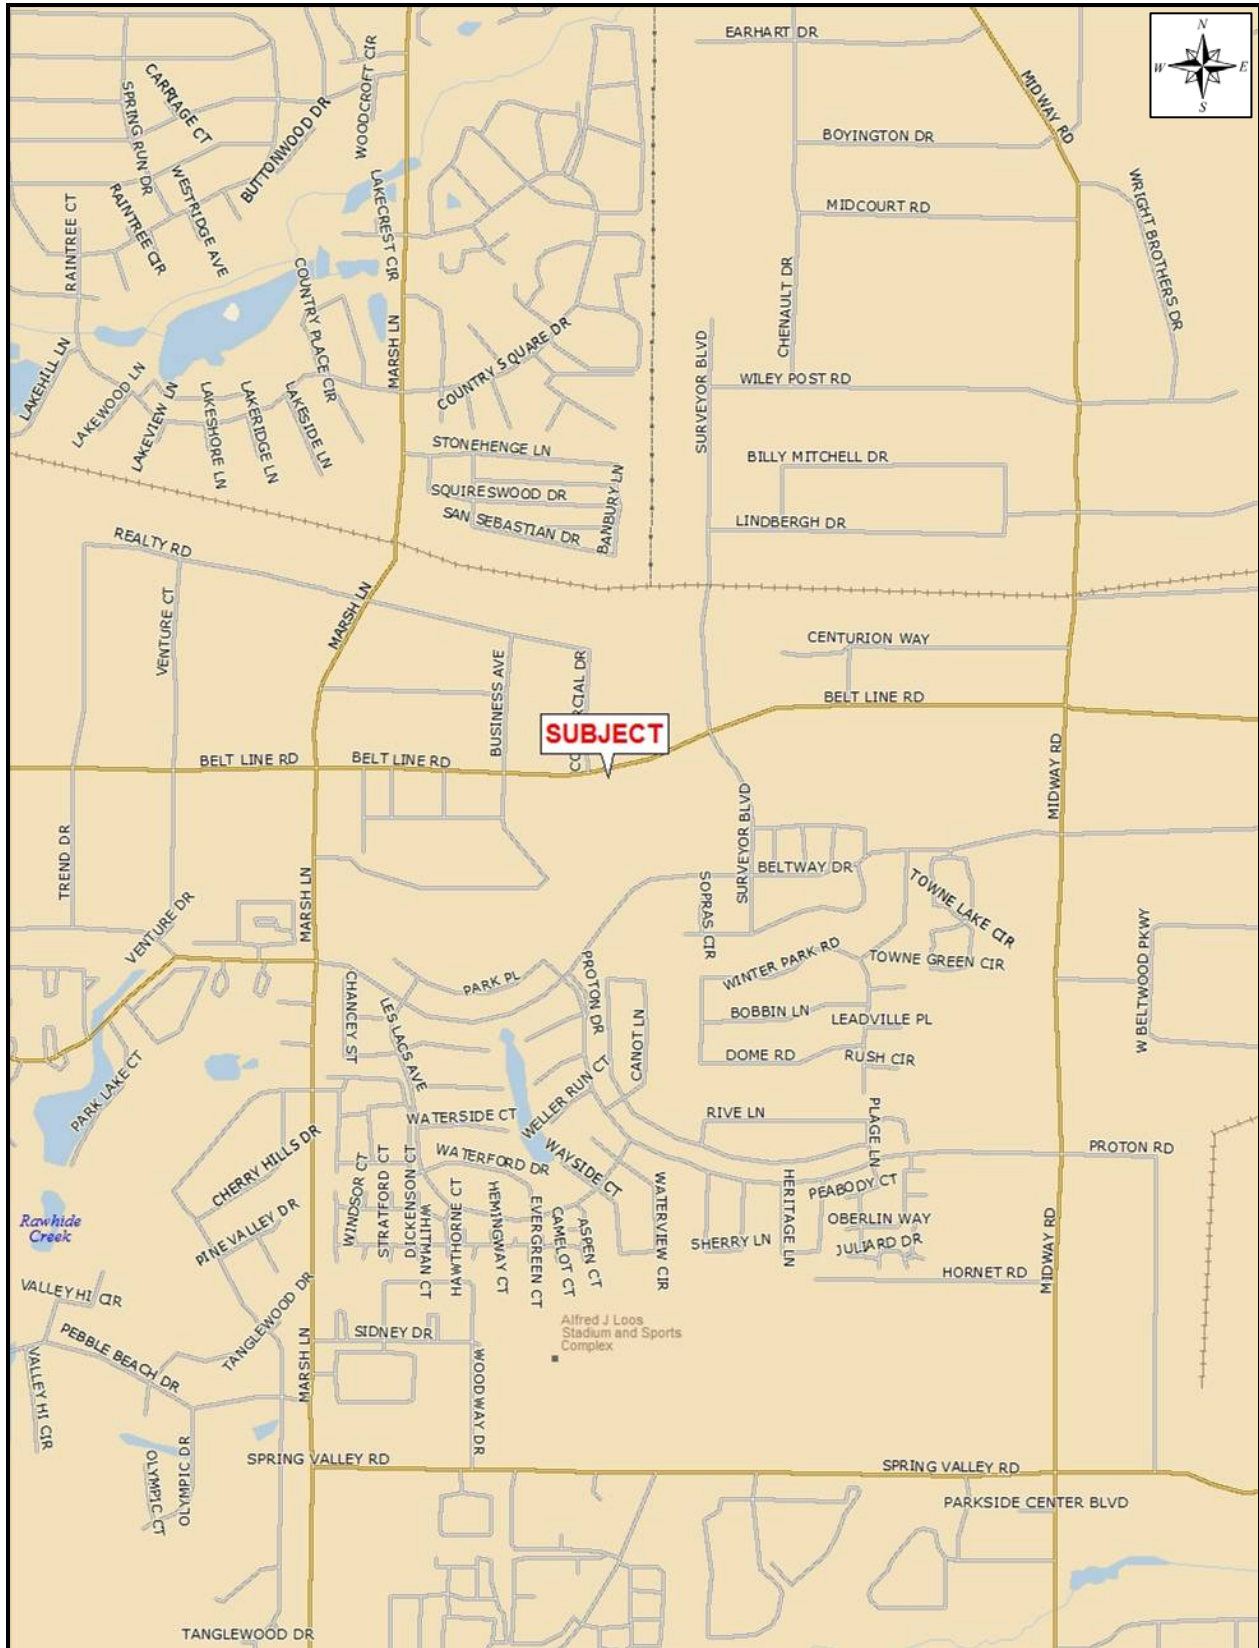 N
W
E
S
EARHART DR
CARRIAGE CT
SPRING RUN DR
WOODCROFT CIR
BUTTONWOOD DR
MIDWAY RD
BOYINGTON DR
WESTRIDGE AVE
RAINTREE CT
RAINTREE CIR
LAKECREST CIR
MIDCOURT RD
WRIGHT BROTHERS DR
COUNTRY PLACE CIR
CHENAULT DR
MARSH LN
COUNTRY SQUARE DR
SURVEYOR BLVD
LAKEHILL LN
LAKEWOOD LN
LAKEVIEW LN
LAKESHORE LN
LAKERIDGE LN
LAKESIDE LN
WILEY POST RD
STONEHENGE LN
BILLY MITCHELL DR
SQUIRESWOOD DR
BANBURY LN
SAN SEBASTIAN DR
LINDBERGH DR
REALTY RD
VENTURE CT
MARSH LN
CENTURION WAY
BUSINESS AVE
BELT LINE RD
SUBJECT
BELT LINE RD
BELT LINE RD
MIDWAY RD
TREND DR
SURVEYOR BLVD
BELTWAY DR
SOPRAS CIR
TOWNE LAKE CIR
MARSH LN
VENTURE DR
WINTER PARK RD
TOWNE GREEN CIR
W BELTWOOD PKWY
PARK PL
PROTON DR
CHANCEY ST
LES LACS AVE
CANOT LN
BOBBIN LN
LEADVILLE PL
DOME RD
RUSH CIR
PARK LAKE CT
WELLER RUN CT
WATERSIDE CT
RIVE LN
PLAGE LN
PROTON RD
CHERRY HILLS DR
WATERFORD DR
WAYSIDE CT
WINDSOR CT
STRATFORD CT
DICKENSON CT
WHITMAN CT
HAWTHORNE CT
HEMINGWAY CT
EVERGREEN CT
CAMELOT CT
ASPEN CT
WATERVIEW CIR
HERITAGE LN
PEABODY CT
Rawhide
Creek
PINE VALLEY DR
SHERRY LN
OBERLIN WAY
JULIARD DR
MIDWAY RD
HORNET RD
VALLEY HI CIR
TANGLEWOOD DR
Alfred J Loos
Stadium and Sports
Complex
PEBBLE BEACH DR
SIDNEY DR
MARSH LN
WOODWAY DR
VALLEY HI CIR
OLYMPIC DR
OLYMPIC CT
SPRING VALLEY RD
SPRING VALLEY RD
PARKSIDE CENTER BLVD
TANGLEWOOD DR